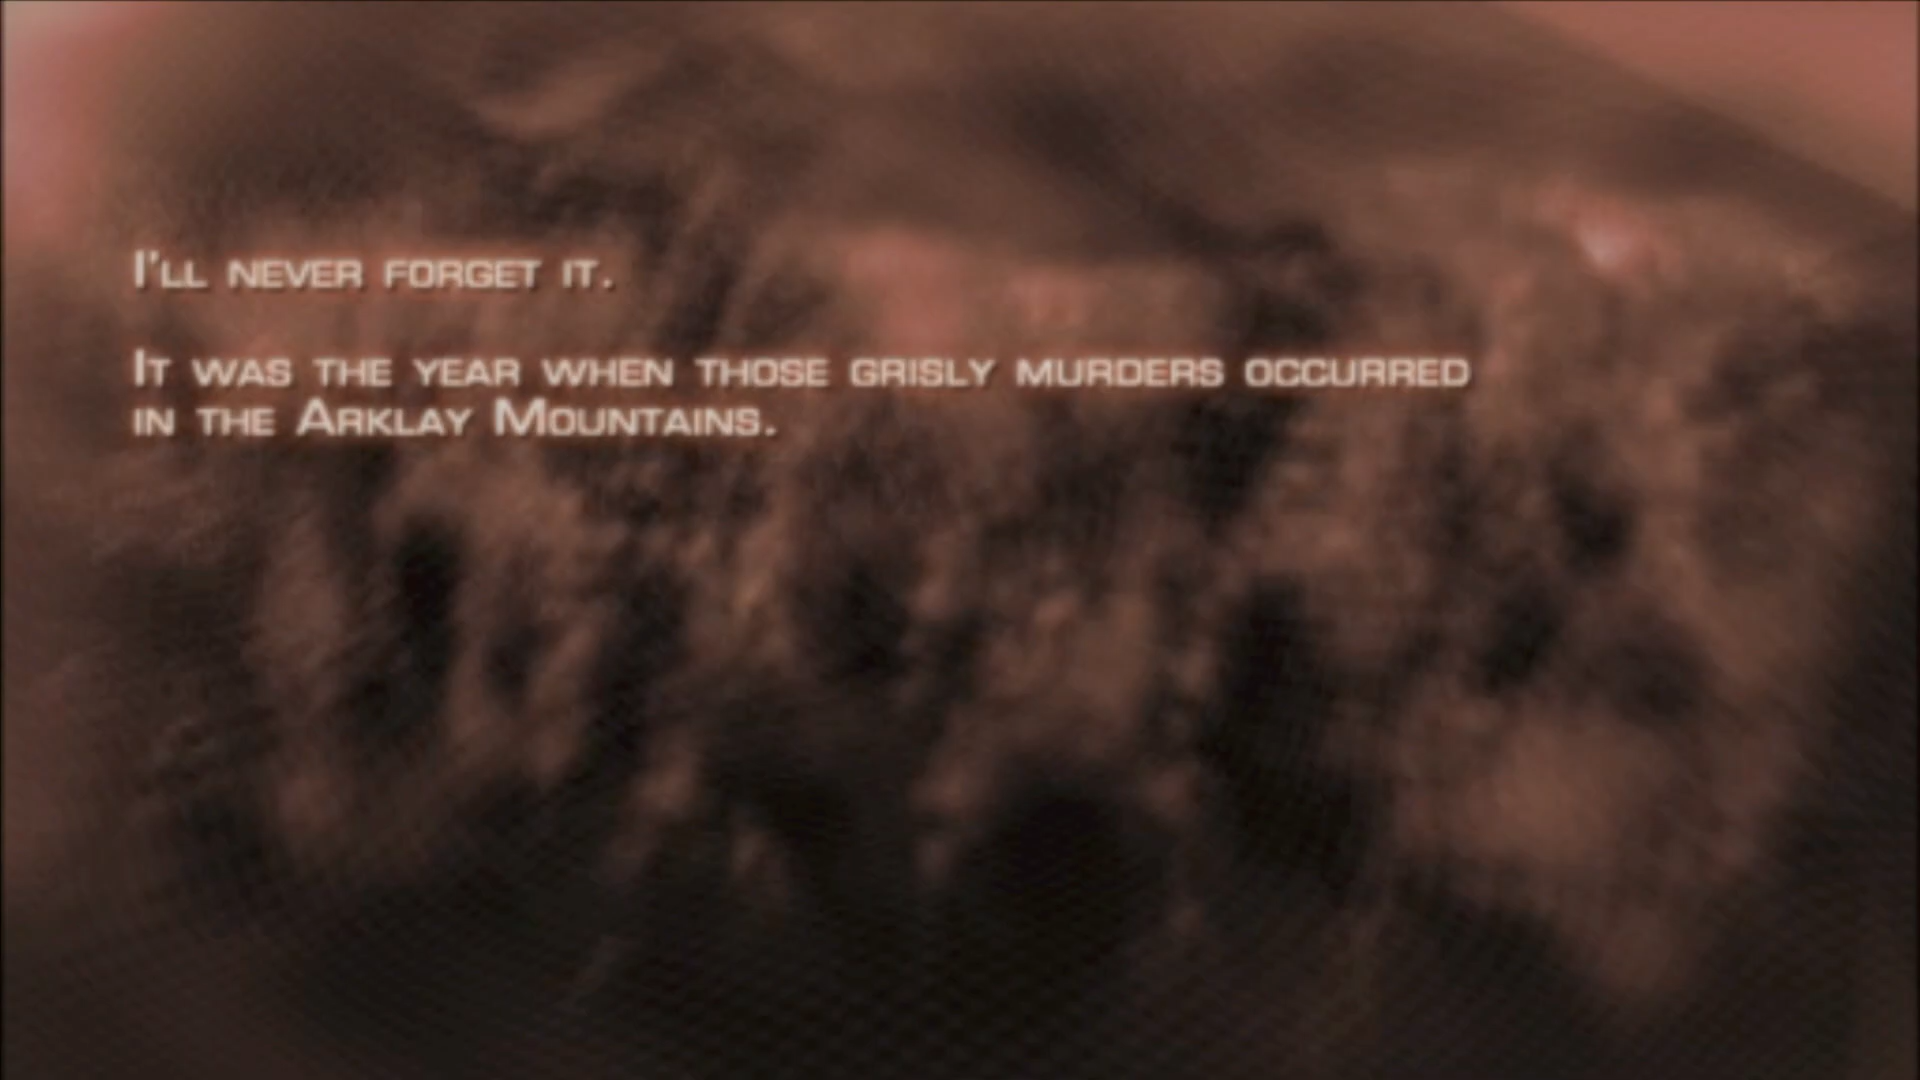 I'll never forget it.
It was the year when those grisly murders occurred
in the Arklay Mountains.